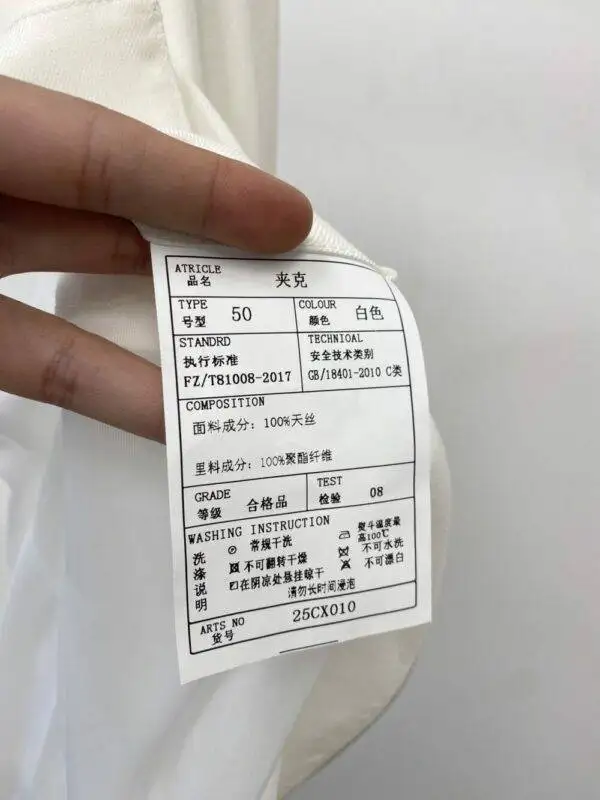 ATRICLE
品名 夹克
TYPE
号型 50
COLOUR
颜色 白色
STANDRD
执行标准
FZ/T81008-2017
TECHNIOAL
安全技术类别
GB/18401-2010 C类
COMPOSITION
面料成分: 100%天丝
里料成分: 100%聚酯纤维
GRADE
等级 合格品
TEST
检验 08
WASHING INSTRUCTION
洗涤说明
常规干洗
熨斗温度最高100℃
不可翻转干燥
不可水洗
在阴凉处悬挂晾干
不可漂白
请勿长时间浸泡
ARTS NO
货号 25CX010